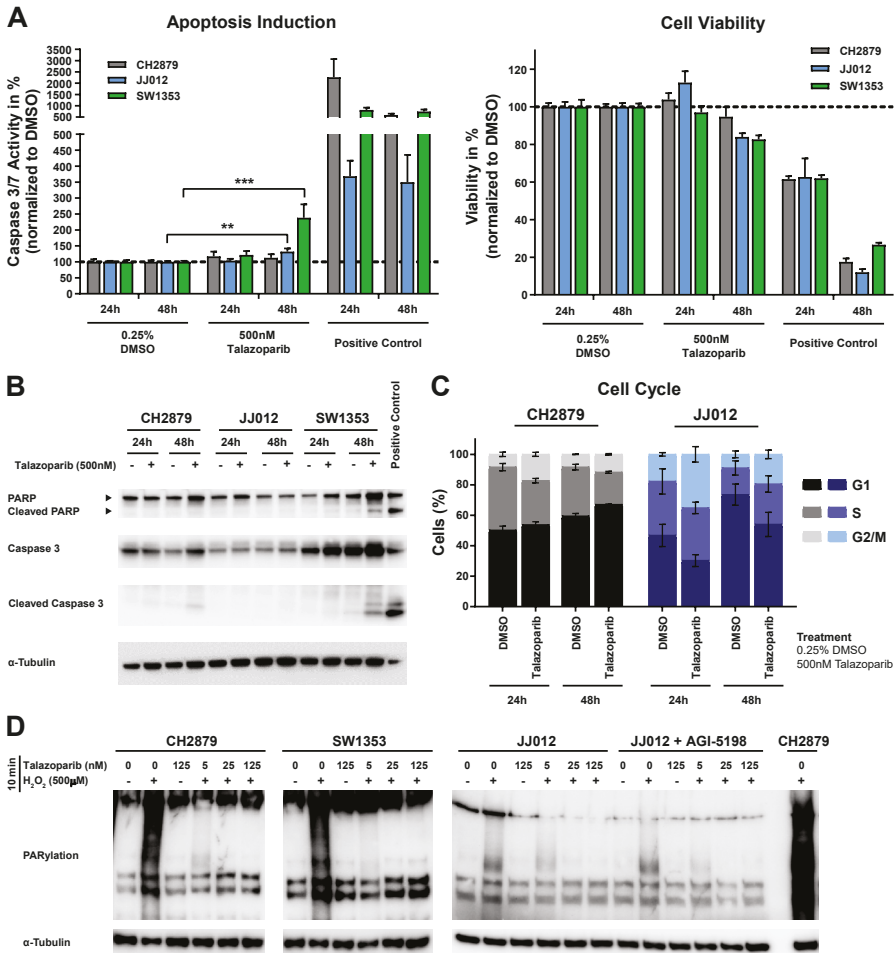 A
Apoptosis Induction
Caspase 3/7 Activity in %
(normalized to DMSO)
3500
3000
2500
2000
1500
1000
500
500
450
400
350
300
250
200
150
100
50
0
CH2879
JJ012
SW1353
***
**
24h 48h 24h 48h 24h 48h
0.25% DMSO
500nM Talazoparib
Positive Control
Cell Viability
Viability in %
(normalized to DMSO)
120
100
80
60
40
20
0
CH2879
JJ012
SW1353
24h 48h 24h 48h 24h 48h
0.25% DMSO
500nM Talazoparib
Positive Control
B
CH2879 JJ012 SW1353 Positive Control
24h 48h 24h 48h 24h 48h
Talazoparib (500nM) - + - + - + - + - + - +
PARP
Cleaved PARP
Caspase 3
Cleaved Caspase 3
α-Tubulin
C
Cell Cycle
CH2879 JJ012
Cells (%)
100
80
60
40
20
0
DMSO Talazoparib DMSO Talazoparib DMSO Talazoparib DMSO Talazoparib
24h 48h 24h 48h
G1
S
G2/M
Treatment
0.25% DMSO
500nM Talazoparib
D
CH2879 SW1353 JJ012 JJ012 + AGI-5198 CH2879
10 min
Talazoparib (nM) 0 0 125 5 25 125 0 0 125 5 25 125 0 0 125 5 25 125 0 0 125 5 25 125 0
H₂O₂ (500μM) - + - + + + - + - + + + - + - + + + - + - + + + +
PARylation
α-Tubulin